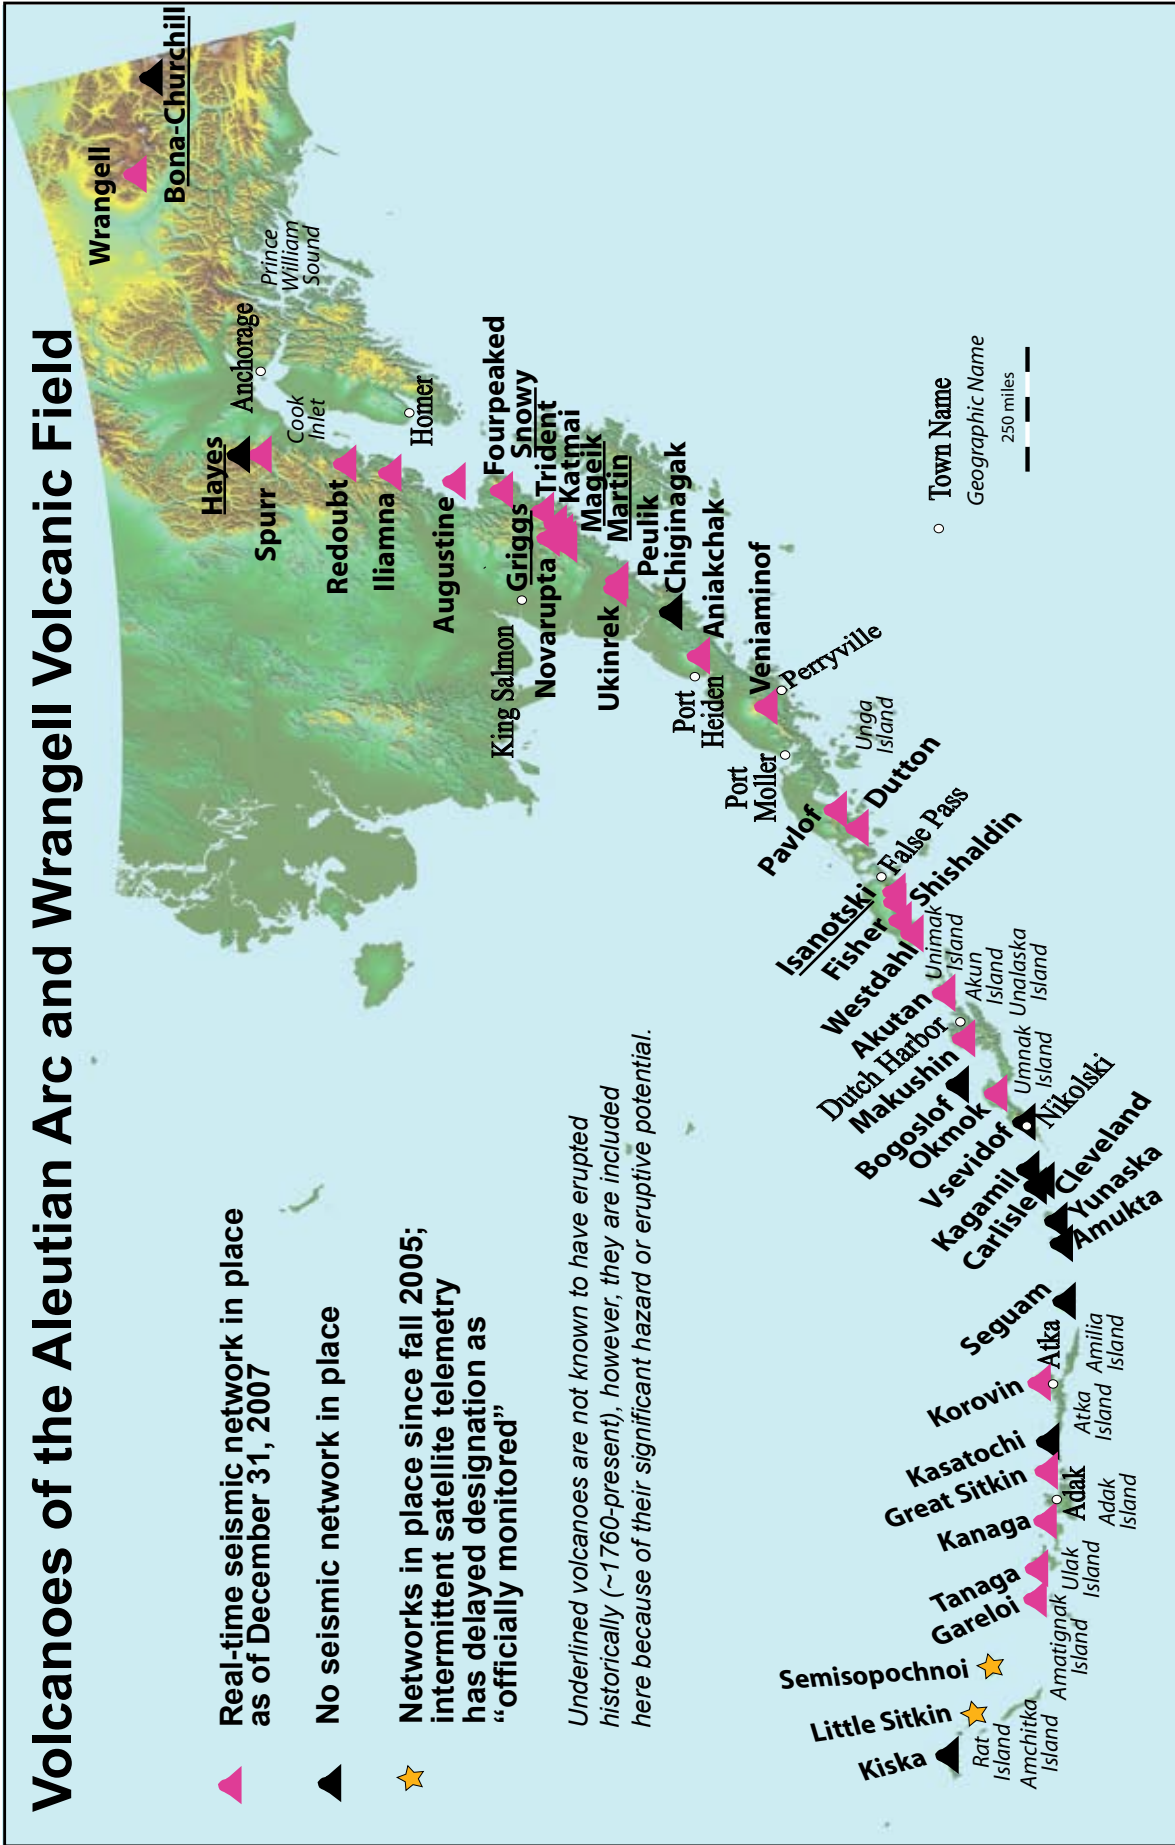 Volcanoes of the Aleutian Arc and Wrangell Volcanic Field
Real-time seismic network in place
as of December 31, 2007
No seismic network in place
Networks in place since fall 2005;
intermittent satellite telemetry
has delayed designation as
“officially monitored”
Underlined volcanoes are not known to have erupted
historically (~1760-present), however, they are included
here because of their significant hazard or eruptive potential.
Wrangell
Bona-Churchill
Prince
William
Sound
Anchorage
Hayes
Spurr
Cook
Inlet
Homer
Redoubt
Iliamna
Augustine
Fourpeaked
Snowy
Griggs
Trident
Katmai
Novarupta
Mageik
Martin
King Salmon
Ukinrek
Peulik
Chiginagak
Aniakchak
Port
Heiden
Veniaminof
Perryville
Port
Moller
Unga
Island
Pavlof
Dutton
False Pass
Isanotski
Shishaldin
Fisher
Westdahl
Unimak
Island
Akun
Island
Akutan
Unalaska
Island
Dutch Harbor
Makushin
Bogoslof
Okmok
Umnak
Island
Vsevidof
Nikolski
Kagamil
Carlisle
Cleveland
Yunaska
Amukta
Seguam
Atka
Amilia
Island
Korovin
Atka
Island
Kasatochi
Great Sitkin
Adak
Adak
Island
Kanaga
Tanaga
Ulak
Island
Gareloi
Amatignak
Island
Semisopochnoi
Little Sitkin
Amchitka
Island
Rat
Island
Kiska
Town Name
Geographic Name
250 miles